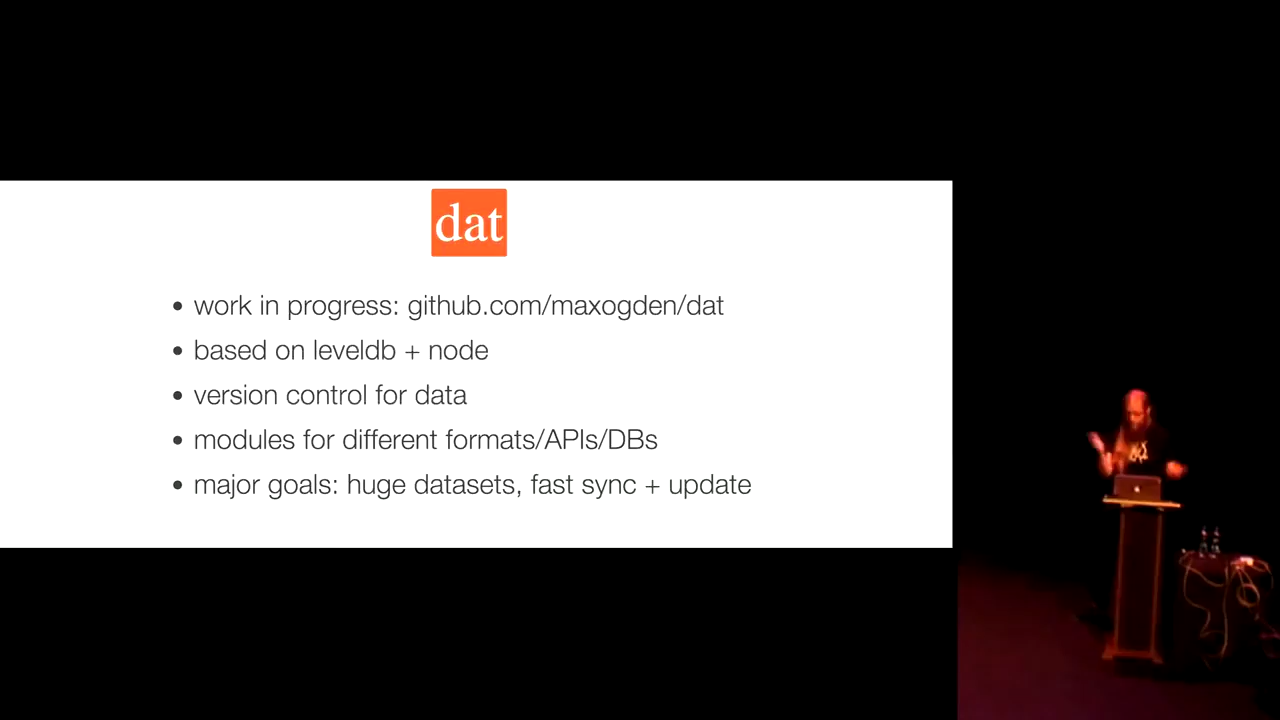 dat
• work in progress: github.com/maxogden/dat
• based on leveldb + node
• version control for data
• modules for different formats/APIs/DBs
• major goals: huge datasets, fast sync + update